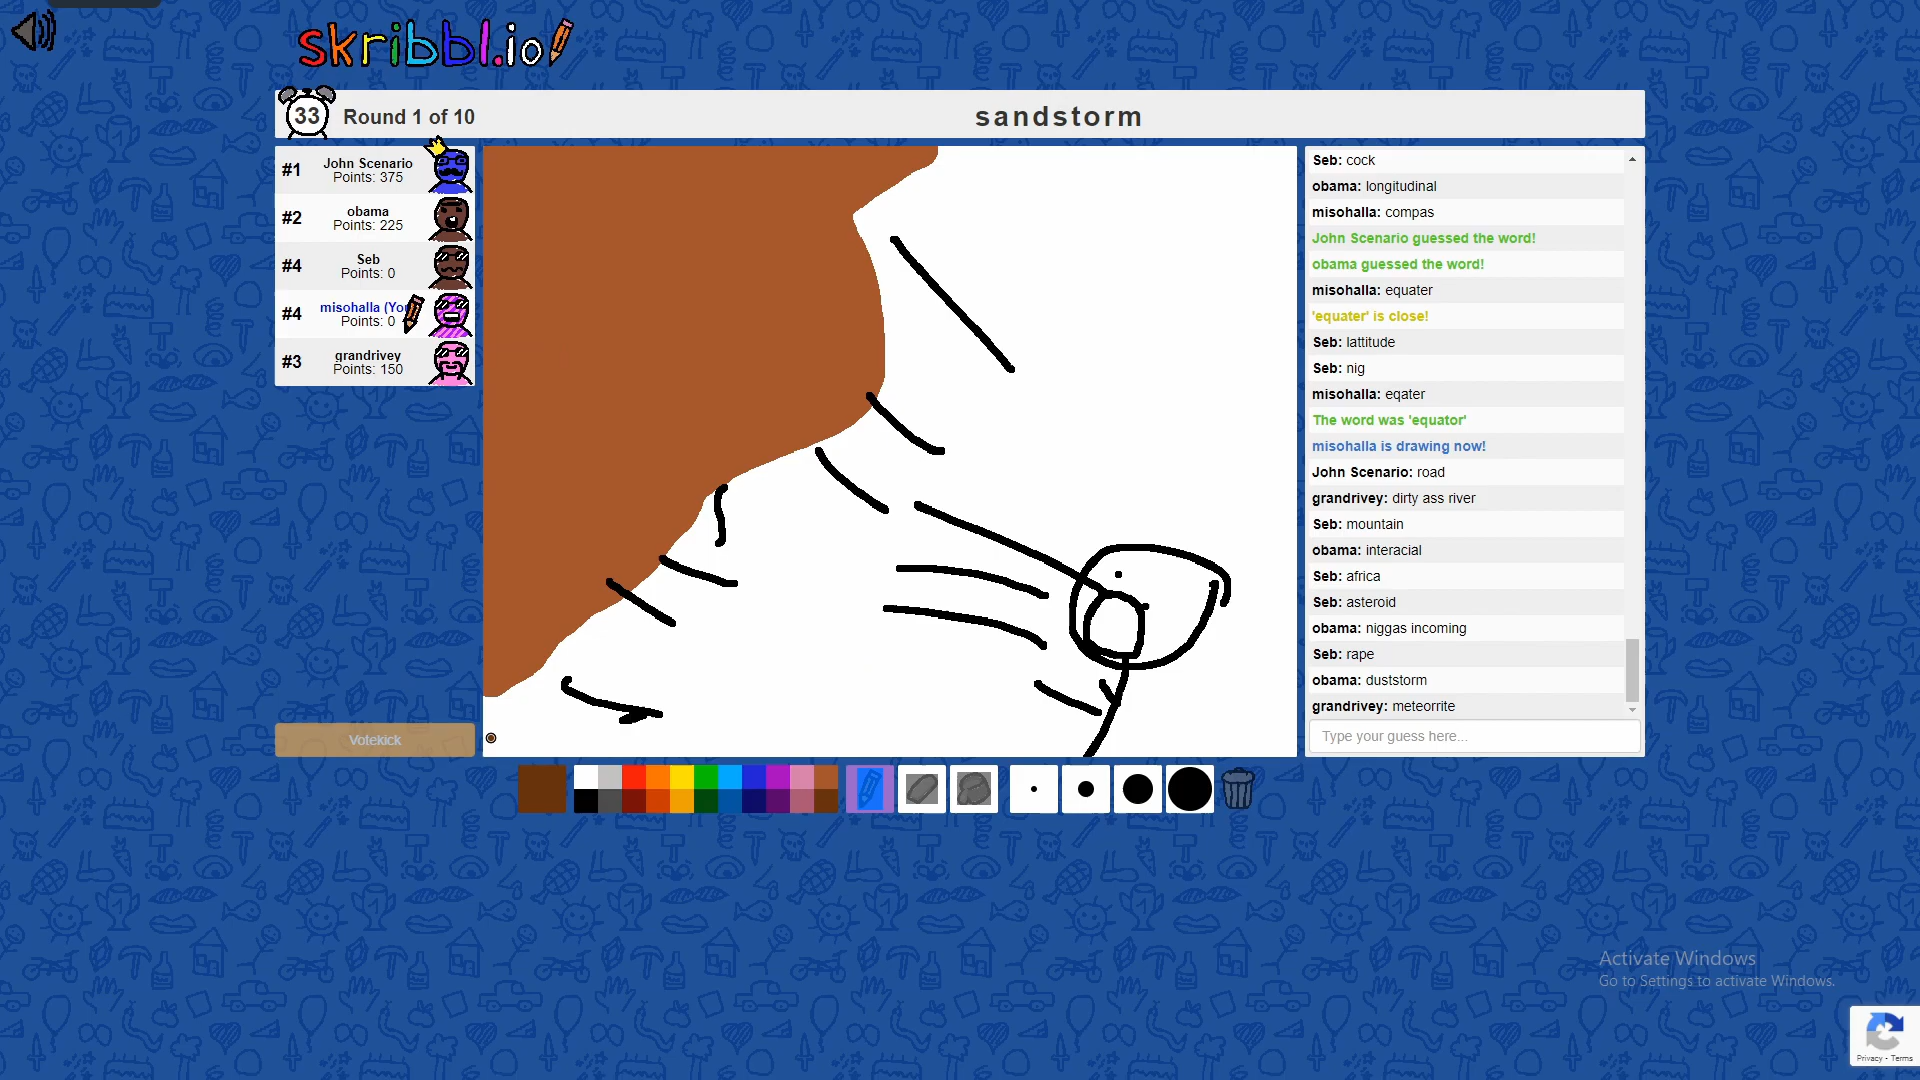 skribbl.io
33
Round 1 of 10
sandstorm
#1
John Scenario
Points: 375
#2
obama
Points: 225
#4
Seb
Points: 0
#4
misohalla (Yo
Points: 0
#3
grandrivey
Points: 150
Votekick
Seb: cock
obama: longitudinal
misohalla: compas
John Scenario guessed the word!
obama guessed the word!
misohalla: equater
'equater' is close!
Seb: lattitude
Seb: nig
misohalla: eqater
The word was 'equator'
misohalla is drawing now!
John Scenario: road
grandrivey: dirty ass river
Seb: mountain
obama: interacial
Seb: africa
Seb: asteroid
obama: niggas incoming
Seb: rape
obama: duststorm
grandrivey: meteorrite
Type your guess here...
Activate Windows
Go to Settings to activate Windows.
Privacy - Terms